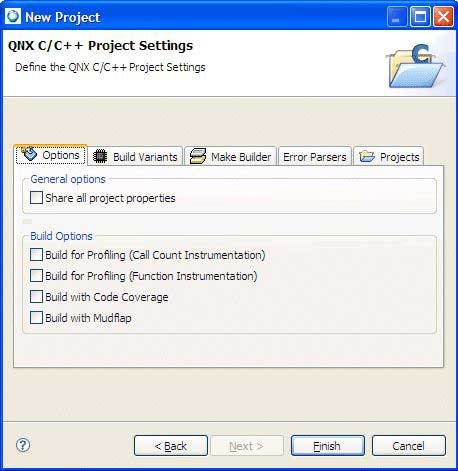 New Project
QNX C/C++ Project Settings
Define the QNX C/C++ Project Settings
Options
Build Variants
Make Builder
Error Parsers
Projects
General options
Share all project properties
Build Options
Build for Profiling (Call Count Instrumentation)
Build for Profiling (Function Instrumentation)
Build with Code Coverage
Build with Mudflap
?
< Back
Next >
Finish
Cancel